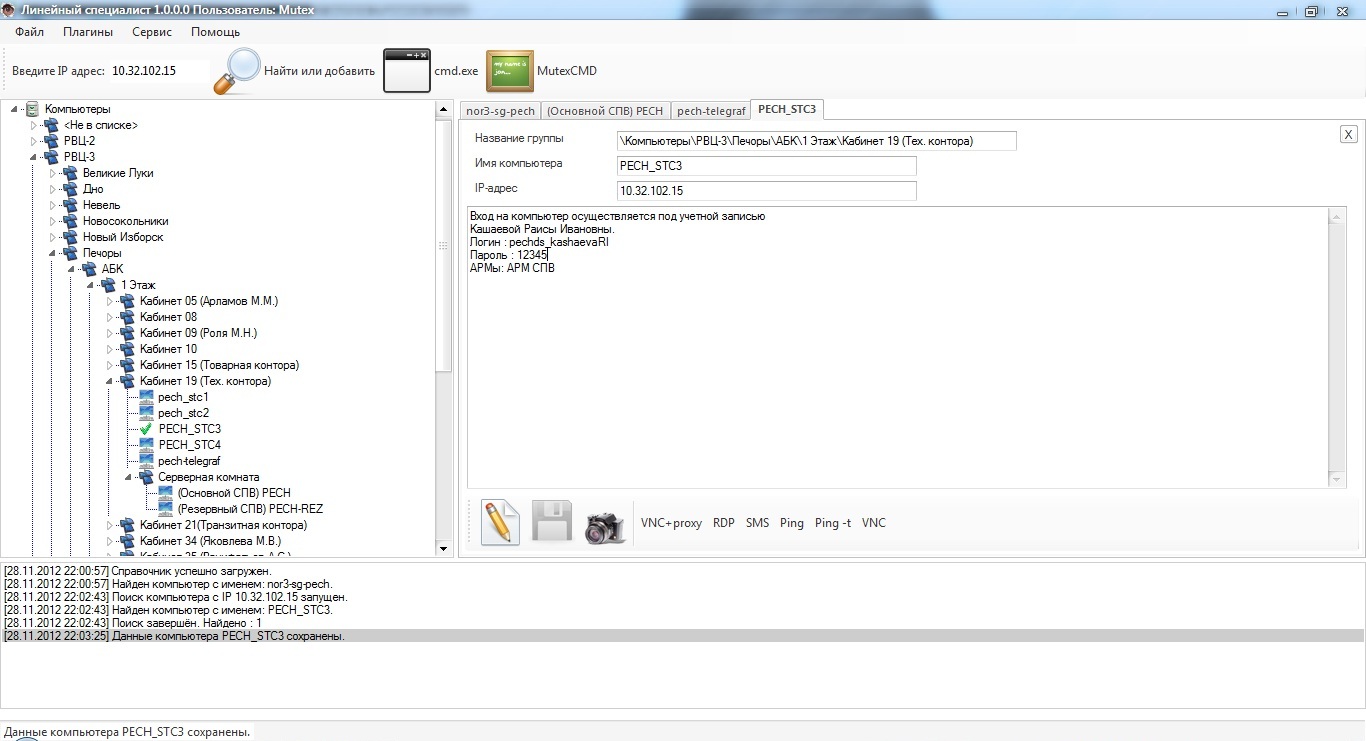 Линейный специалист 1.0.0.0 Пользователь: Mutex
Файл Плагины Сервис Помощь
Введите IP адрес: 10.32.102.15 Найти или добавить cmd.exe my name is jon... MutexCMD
Компьютеры
<Не в списке>
РВЦ-2
РВЦ-3
Великие Луки
Дно
Невель
Новосокольники
Новый Изборск
Печоры
АБК
1 Этаж
Кабинет 05 (Арламов М.М.)
Кабинет 08
Кабинет 09 (Роля М.Н.)
Кабинет 10
Кабинет 15 (Товарная контора)
Кабинет 19 (Тех. контора)
pech_stc1
pech_stc2
PECH_STC3
PECH_STC4
pech-telegraf
Серверная комната
(Основной СПВ) PECH
(Резервный СПВ) PECH-REZ
Кабинет 21(Транзитная контора)
Кабинет 34 (Яковлева М.В.)
nor3-sg-pech (Основной СПВ) PECH pech-telegraf PECH_STC3
X
Название группы \Компьютеры\РВЦ-3\Печоры\АБК\1 Этаж\Кабинет 19 (Тех. контора)
Имя компьютера PECH_STC3
IP-адрес 10.32.102.15
Вход на компьютер осуществляется под учетной записью
Кашаевой Раисы Ивановны.
Логин : pechds_kashaevaRI
Пароль : 12345
АРМы: АРМ СПВ
VNC+proxy RDP SMS Ping Ping -t VNC
[28.11.2012 22:00:57] Справочник успешно загружен.
[28.11.2012 22:00:57] Найден компьютер с именем: nor3-sg-pech.
[28.11.2012 22:02:43] Поиск компьютера с IP 10.32.102.15 запущен.
[28.11.2012 22:02:43] Найден компьютер с именем: PECH_STC3.
[28.11.2012 22:02:43] Поиск завершён. Найдено : 1
[28.11.2012 22:03:25] Данные компьютера PECH_STC3 сохранены.
Данные компьютера PECH_STC3 сохранены.